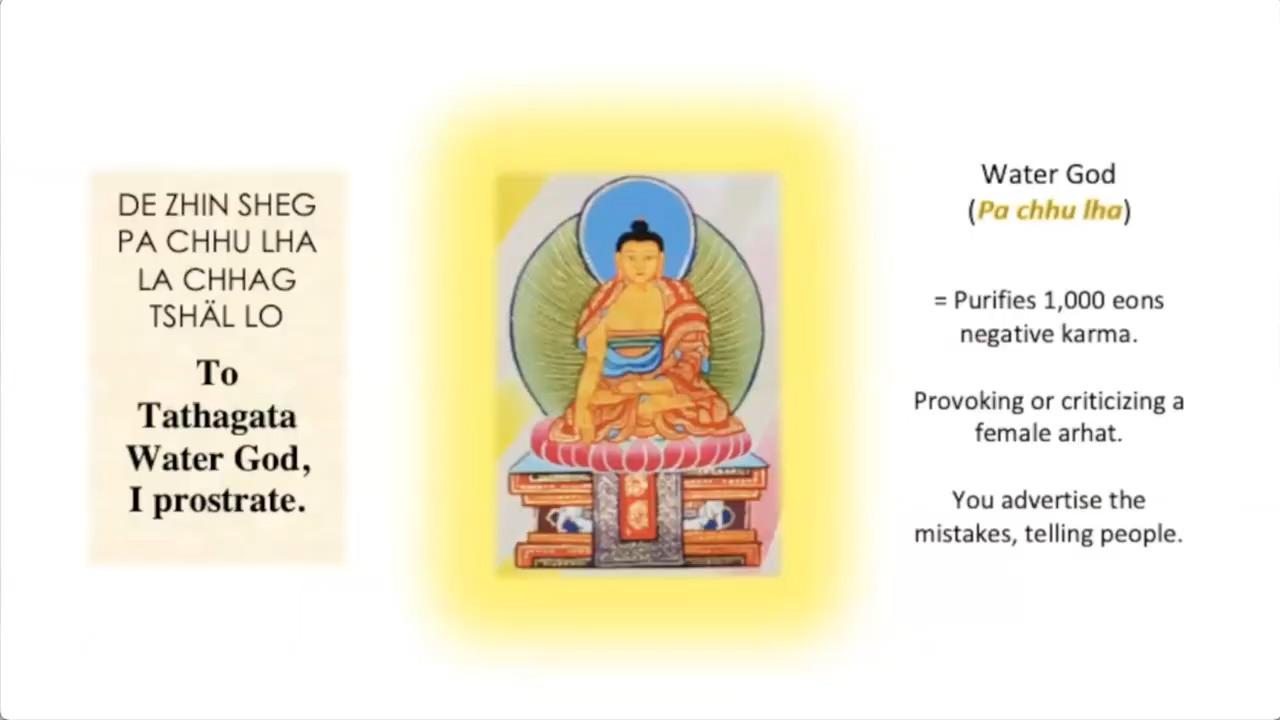 DE ZHIN SHEG
PA CHHU LHA
LA CHHAG
TSHÄL LO
To
Tathagata
Water God,
I prostrate.
Water God
(Pa chhu lha)
= Purifies 1,000 eons
negative karma.
Provoking or criticizing a
female arhat.
You advertise the
mistakes, telling people.